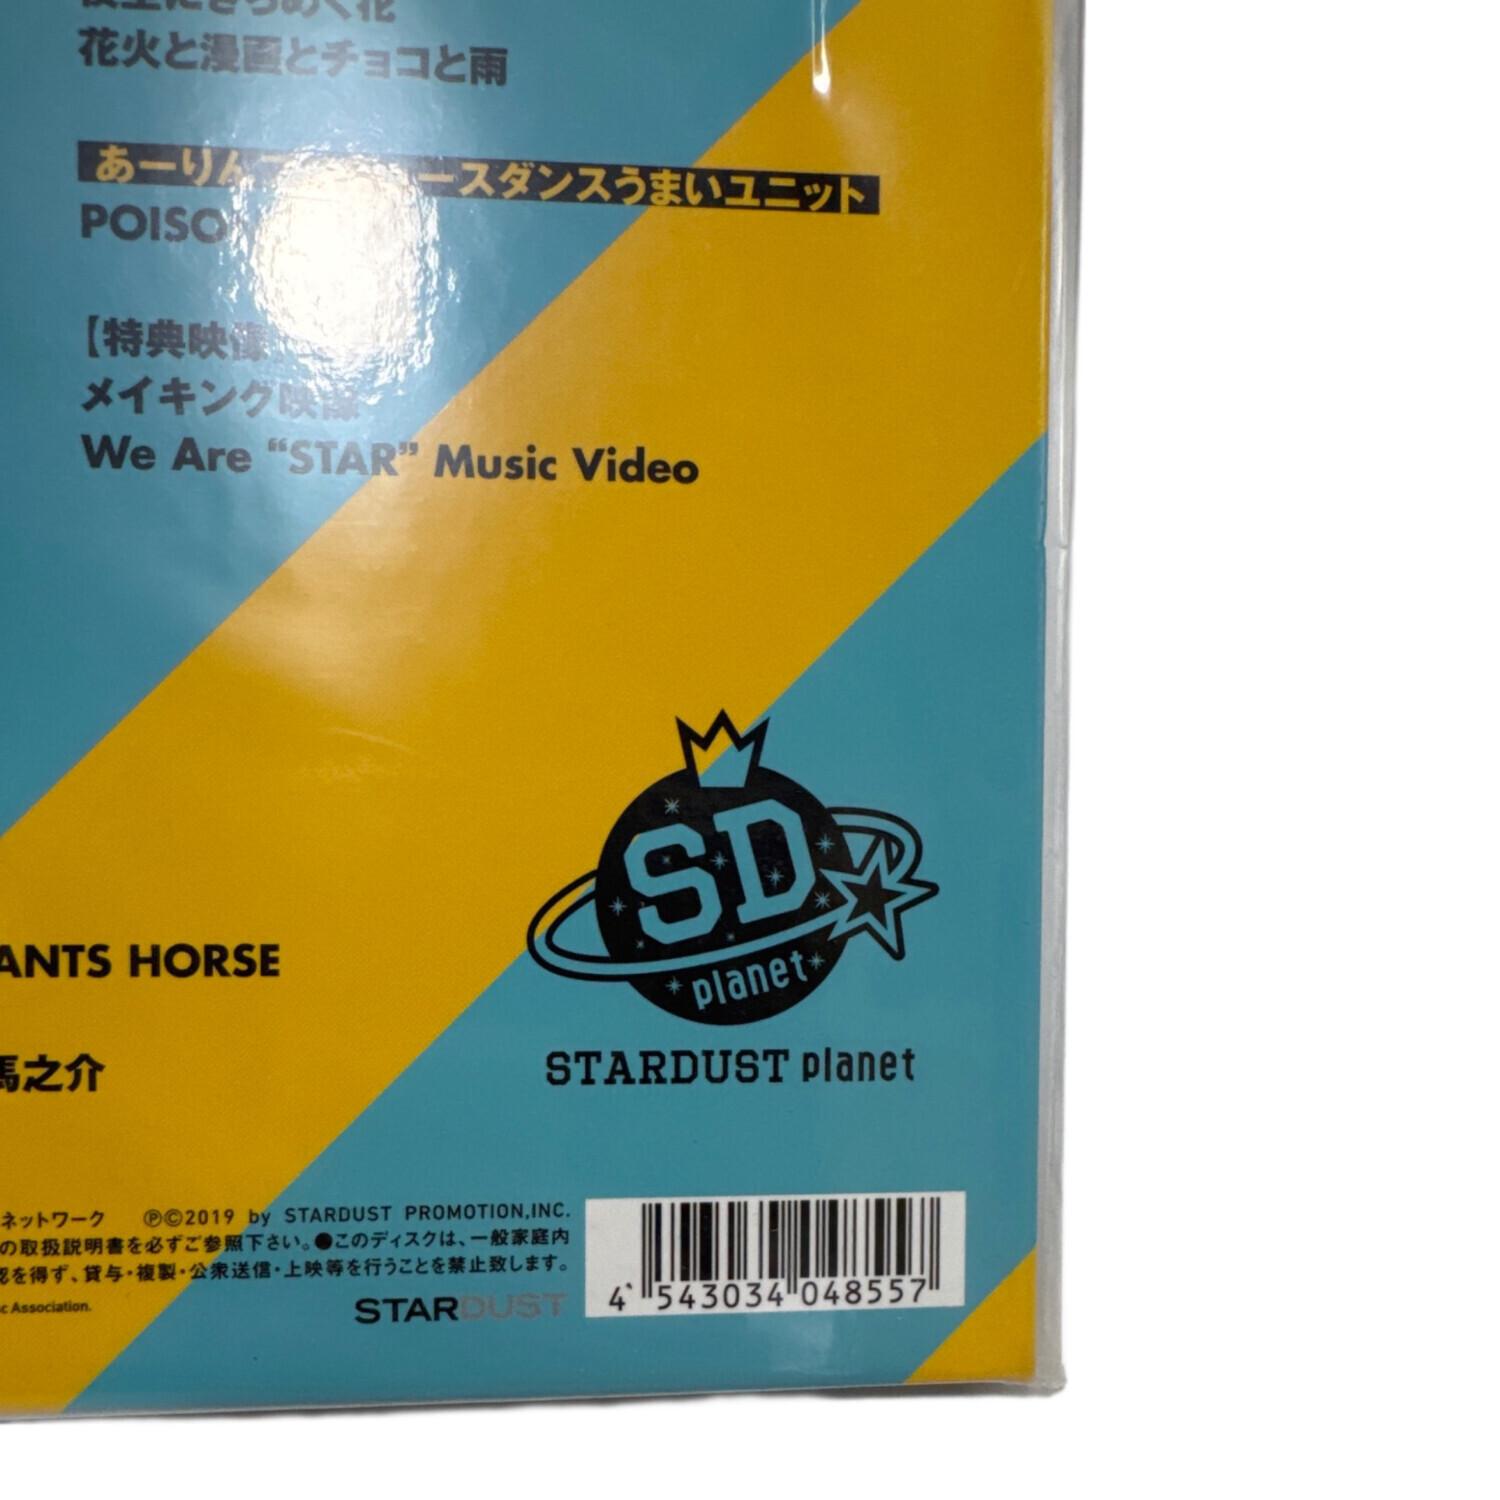 きらめく花
花火と漫画とチョコと雨
あーりん ースダンスうまいユニット
【特典映像
メイキング映像
We Are “STAR” Music Video
SD
planet
STARDUST planet
ANTS HORSE
馬之介
ネットワーク ℗©2019 by STARDUST PROMOTION,INC.
の取扱説明書を必ずご参照下さい。●このディスクは、一般家庭内
を得ず、貸与・複製・公衆送信・上映等を行うことを禁止致します。
Association.
STARDUST
4 543034 048557